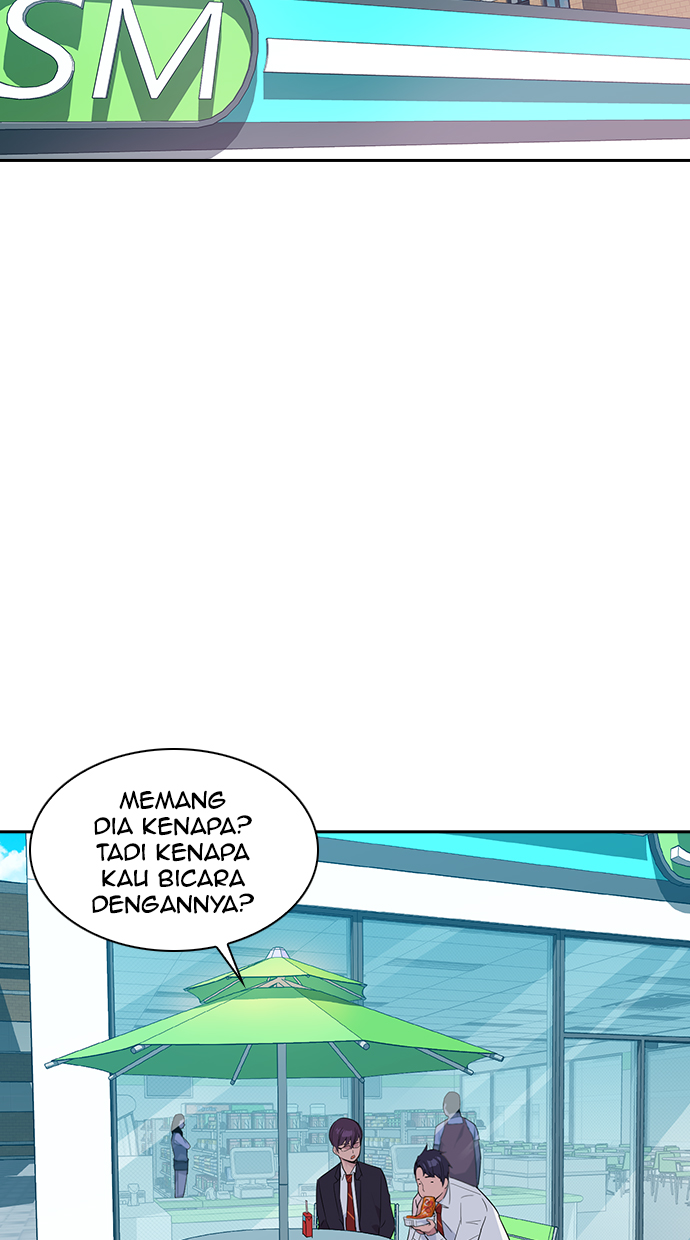 SM
MEMANG
DIA KENAPA?
TADI KENAPA
KAU BICARA
DENGANNYA?